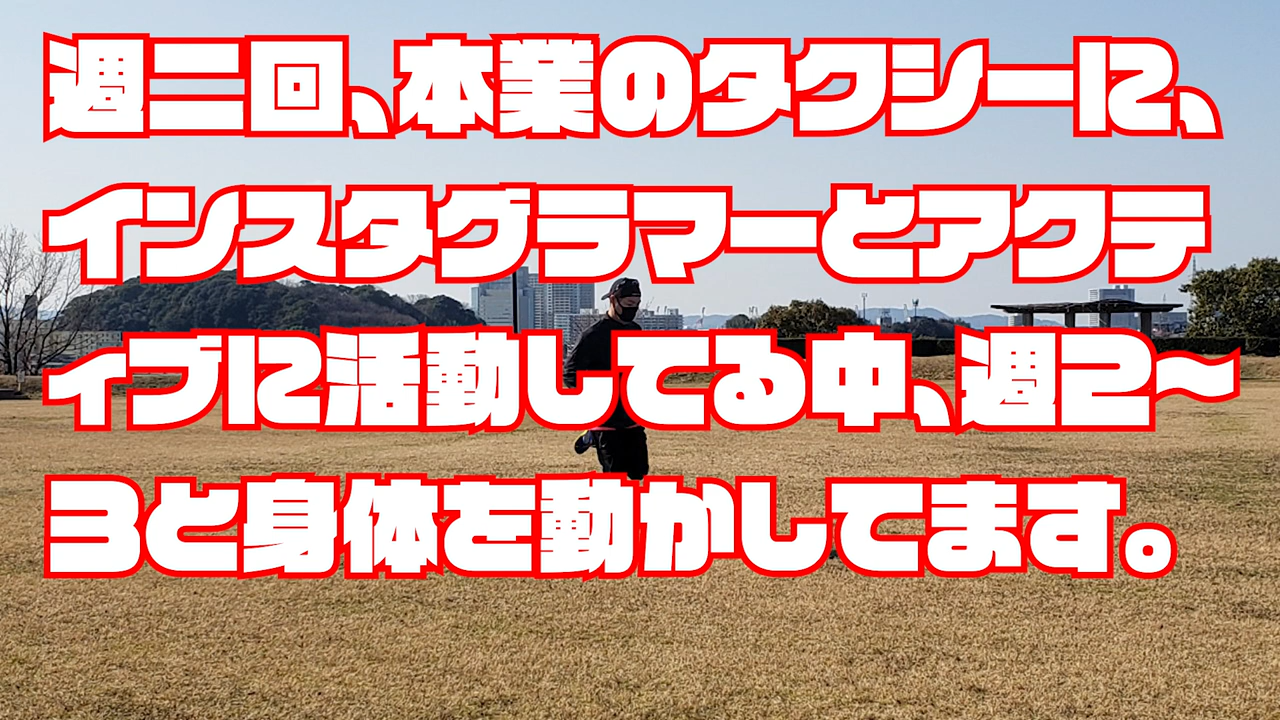 週二回、本業のタクシーに、
インスタグラマーとアクテ
ィブに活動してる中、週2〜
3と身体を動かしてます。